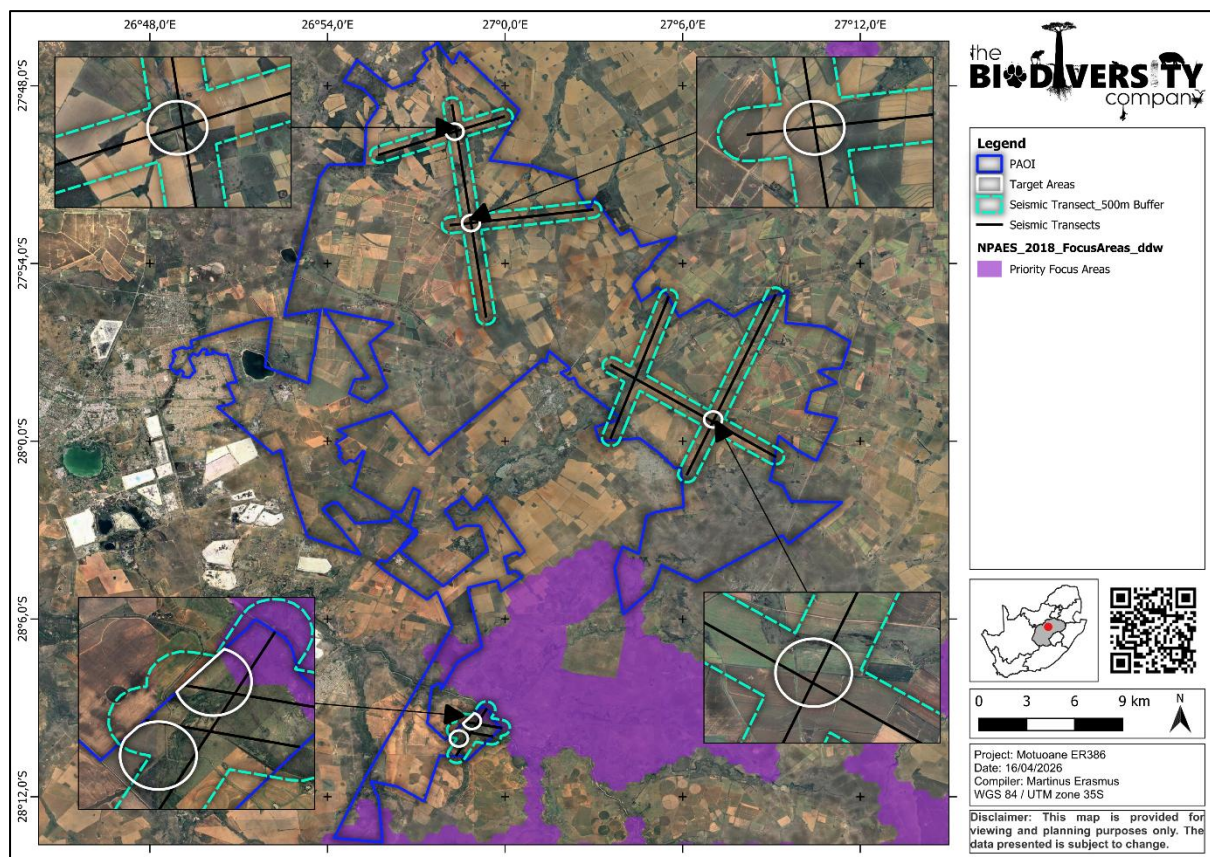 26°48,0'E 26°54,0'E 27°0,0'E 27°6,0'E 27°12,0'E
27°48,0'S
27°54,0'S
28°0,0'S
28°6,0'S
28°12,0'S
the
BIODIVERSITY
company
Legend
PAOI
Target Areas
Seismic Transect_500m Buffer
Seismic Transects
NPAES_2018_FocusAreas_ddw
Priority Focus Areas
0 3 6 9 km
N
Project: Motuoane ER386
Date: 16/04/2026
Compiler: Martinus Erasmus
WGS 84 / UTM zone 35S
Disclaimer: This map is provided for
viewing and planning purposes only. The
data presented is subject to change.